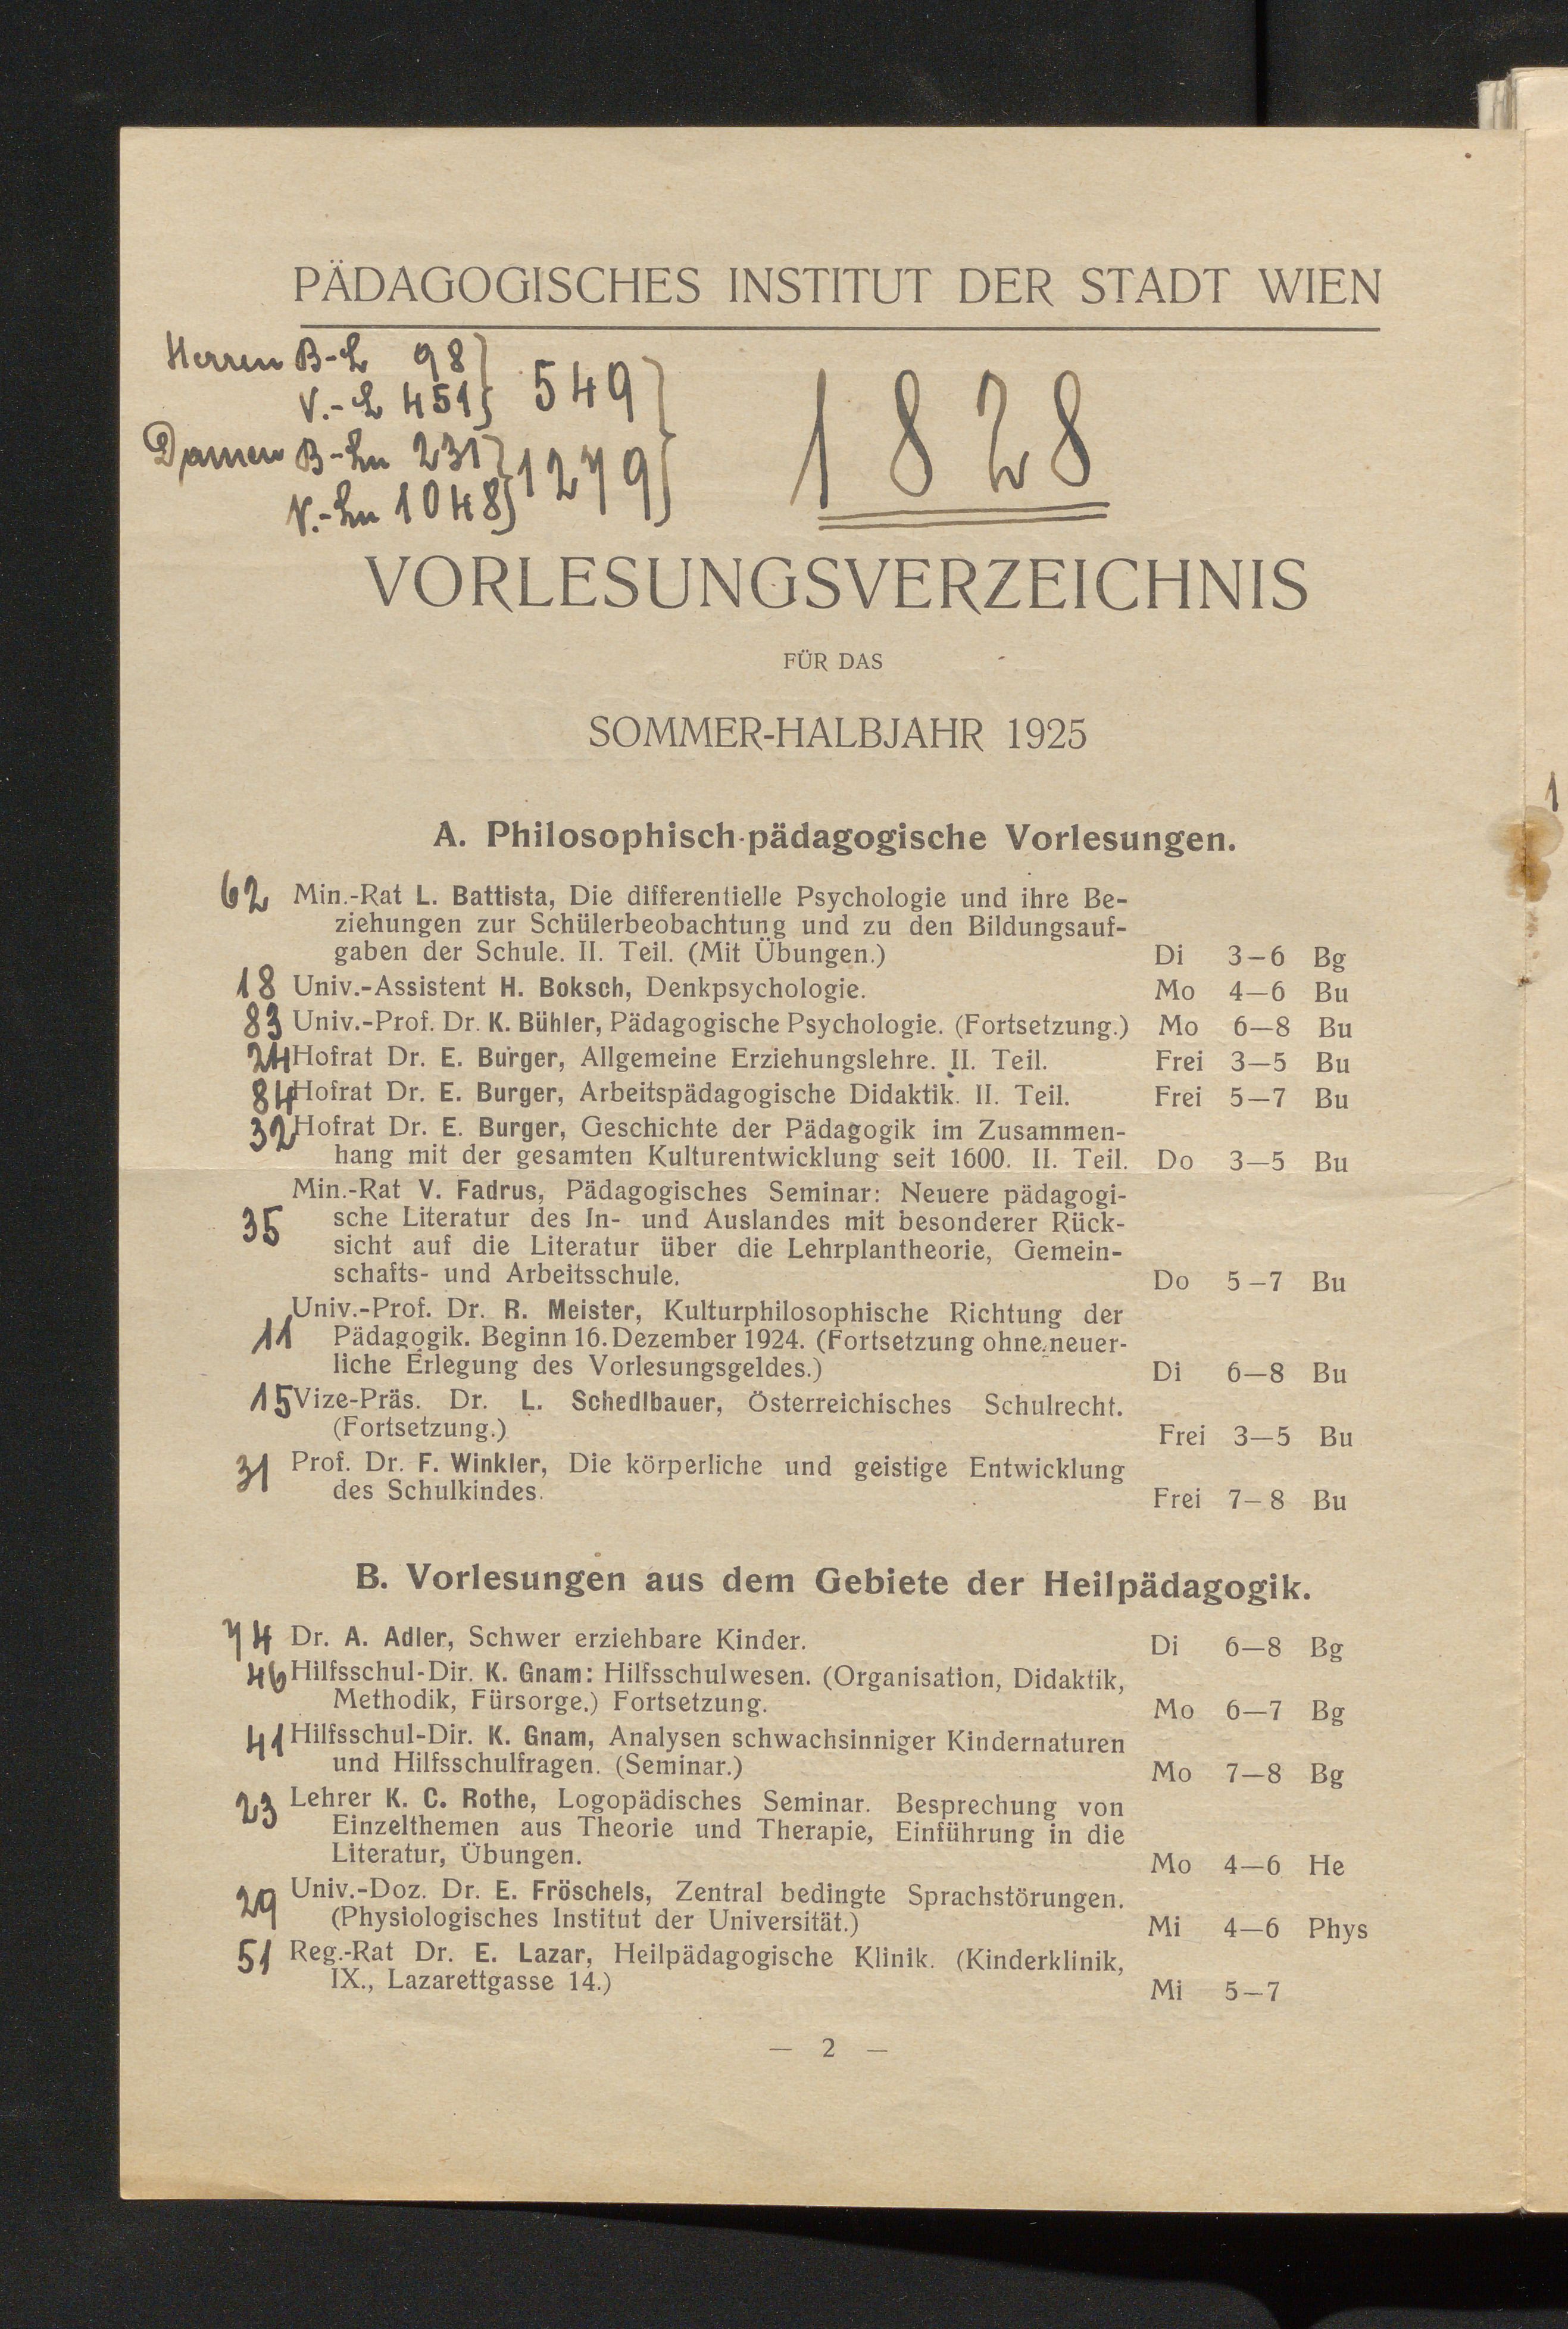 PÄDAGOGISCHES INSTITUT DER STADT WIEN
Herren B-L 98
V.-L 451 } 549
Damen B-Ln 231
V.-Ln 1048 } 1279
1828
VORLESUNGSVERZEICHNIS
FÜR DAS
SOMMER-HALBJAHR 1925
1
A. Philosophisch-pädagogische Vorlesungen.
62 Min.-Rat L. Battista, Die differentielle Psychologie und ihre Be-
ziehungen zur Schülerbeobachtung und zu den Bildungsauf-
gaben der Schule. II. Teil. (Mit Übungen.) Di 3–6 Bg
18 Univ.-Assistent H. Boksch, Denkpsychologie. Mo 4—6 Bu
83 Univ.-Prof. Dr. K. Bühler, Pädagogische Psychologie. (Fortsetzung.) Mo 6—8 Bu
24 Hofrat Dr. E. Burger, Allgemeine Erziehungslehre. II. Teil. Frei 3—5 Bu
84 Hofrat Dr. E. Burger, Arbeitspädagogische Didaktik. II. Teil. Frei 5—7 Bu
32 Hofrat Dr. E. Burger, Geschichte der Pädagogik im Zusammen-
hang mit der gesamten Kulturentwicklung seit 1600. II. Teil. Do 3—5 Bu
Min.-Rat V. Fadrus, Pädagogisches Seminar: Neuere pädagogi-
35 sche Literatur des In- und Auslandes mit besonderer Rück-
sicht auf die Literatur über die Lehrplantheorie, Gemein-
schafts- und Arbeitsschule. Do 5–7 Bu
Univ.-Prof. Dr. R. Meister, Kulturphilosophische Richtung der
11 Pädagogik. Beginn 16. Dezember 1924. (Fortsetzung ohne neuer-
liche Erlegung des Vorlesungsgeldes.) Di 6—8 Bu
15 Vize-Präs. Dr. L. Schedlbauer, Österreichisches Schulrecht.
(Fortsetzung.) Frei 3—5 Bu
31 Prof. Dr. F. Winkler, Die körperliche und geistige Entwicklung
des Schulkindes. Frei 7–8 Bu
B. Vorlesungen aus dem Gebiete der Heilpädagogik.
74 Dr. A. Adler, Schwer erziehbare Kinder. Di 6—8 Bg
46 Hilfsschul-Dir. K. Gnam: Hilfsschulwesen. (Organisation, Didaktik,
Methodik, Fürsorge.) Fortsetzung. Mo 6—7 Bg
41 Hilfsschul-Dir. K. Gnam, Analysen schwachsinniger Kindernaturen
und Hilfsschulfragen. (Seminar.) Mo 7—8 Bg
23 Lehrer K. C. Rothe, Logopädisches Seminar. Besprechung von
Einzelthemen aus Theorie und Therapie, Einführung in die
Literatur, Übungen. Mo 4—6 He
29 Univ.-Doz. Dr. E. Fröschels, Zentral bedingte Sprachstörungen.
(Physiologisches Institut der Universität.) Mi 4—6 Phys
51 Reg.-Rat Dr. E. Lazar, Heilpädagogische Klinik. (Kinderklinik,
IX., Lazarettgasse 14.) Mi 5–7
— 2 —